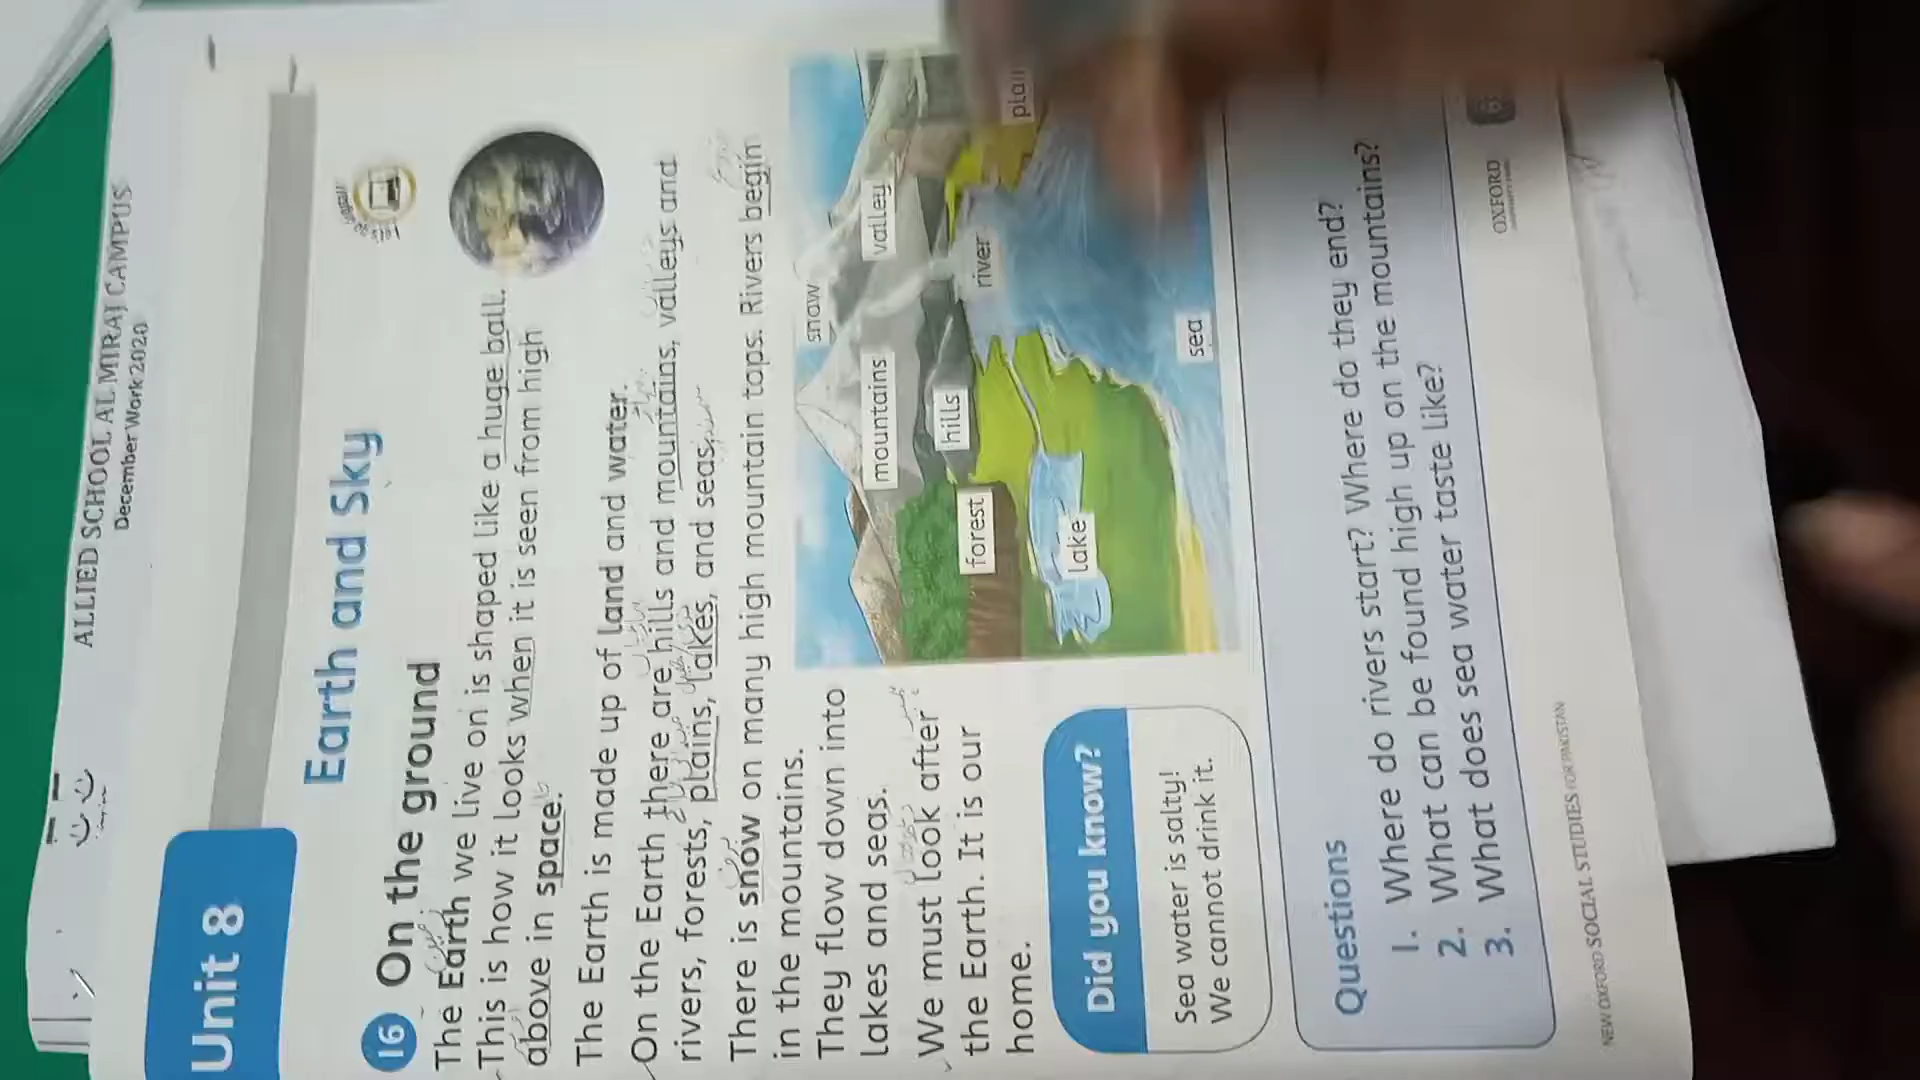 ALLIED SCHOOL AL MIRAJ CAMPUS
December Work 2020
Unit 8
Earth and Sky
16 On the ground
The Earth we live on is shaped like a huge ball.
This is how it looks when it is seen from high
above in space.
The Earth is made up of land and water.
On the Earth there are hills and mountains, valleys and
rivers, forests, plains, lakes, and seas.
There is snow on many high mountain tops. Rivers begin
in the mountains.
They flow down into
lakes and seas.
We must look after
the Earth. It is our
home.
snow
mountains
valley
hills
river
forest
lake
sea
Did you know?
Sea water is salty!
We cannot drink it.
Questions
1. Where do rivers start? Where do they end?
2. What can be found high up on the mountains?
3. What does sea water taste like?
NEW OXFORD SOCIAL STUDIES FOR PAKISTAN
OXFORD